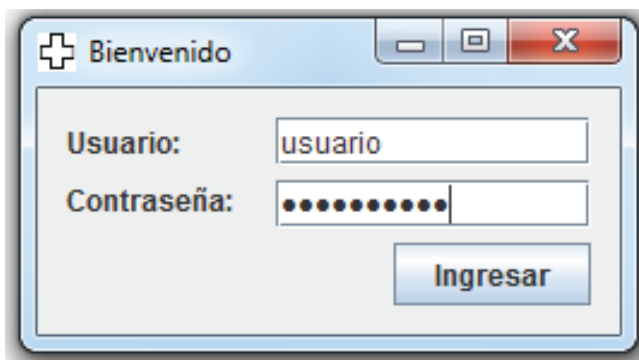 Bienvenido
Usuario: usuario
Contraseña: ••••••••••
Ingresar